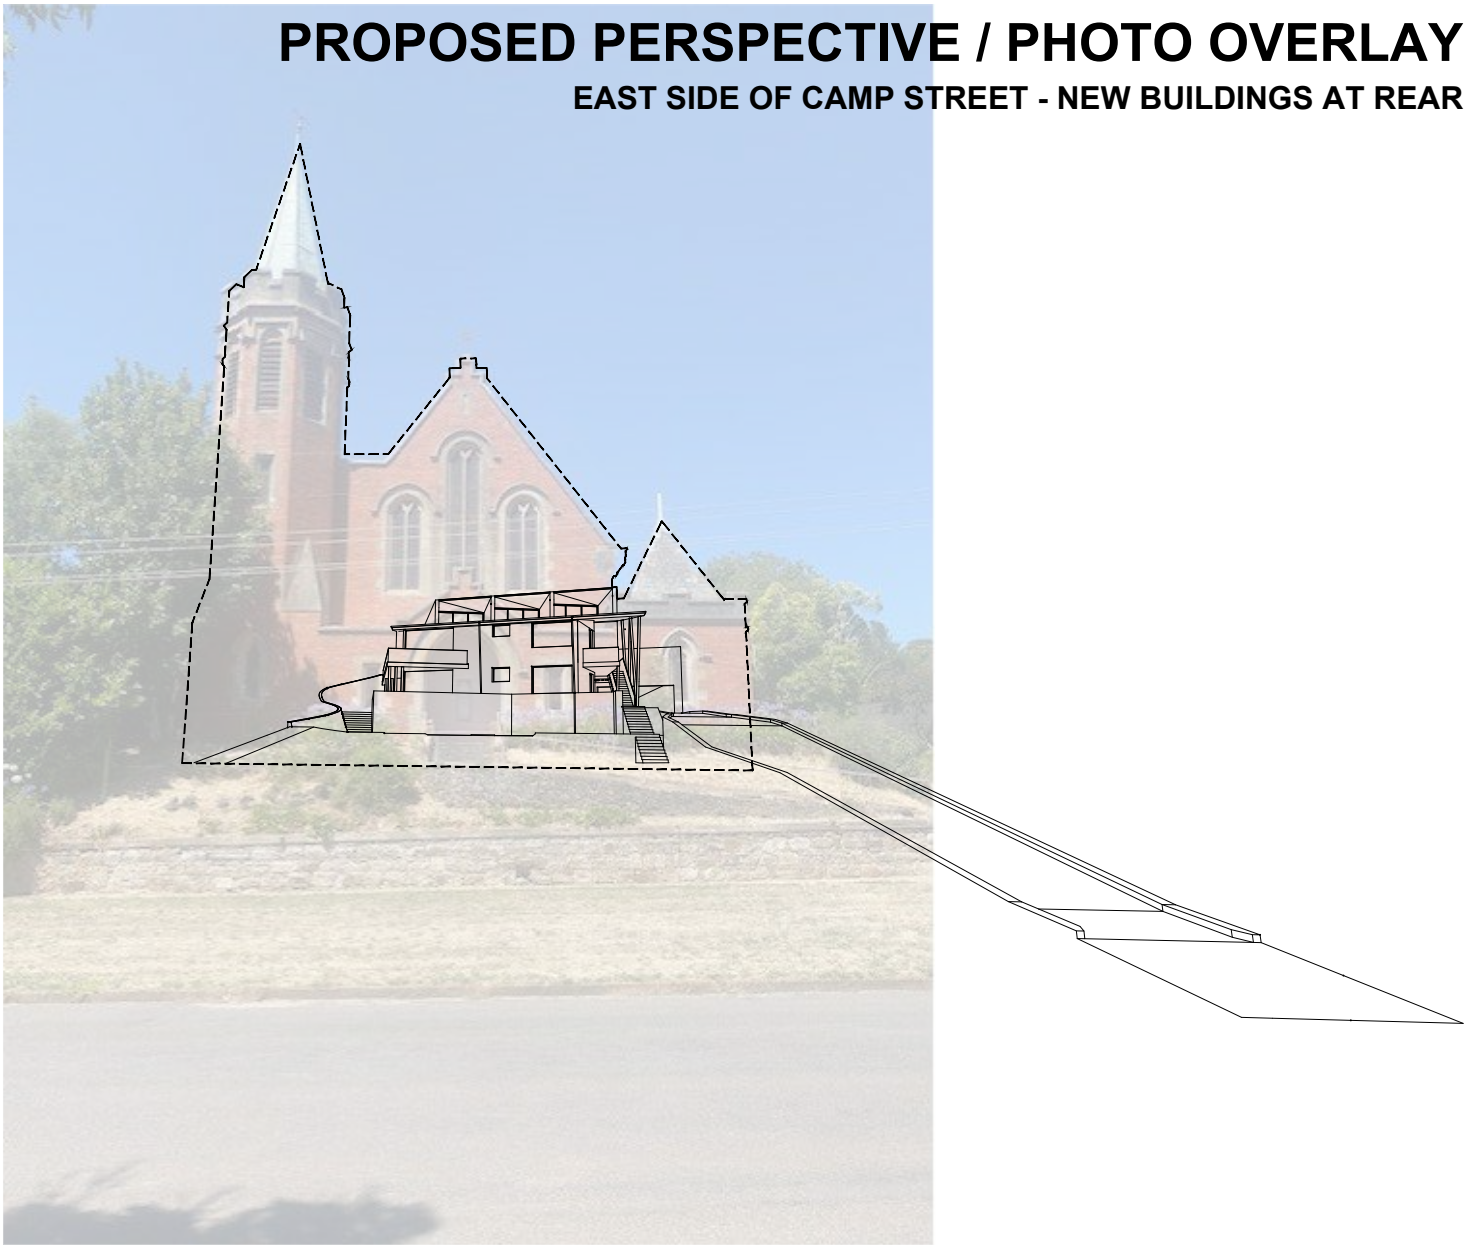 PROPOSED PERSPECTIVE / PHOTO OVERLAY
EAST SIDE OF CAMP STREET - NEW BUILDINGS AT REAR